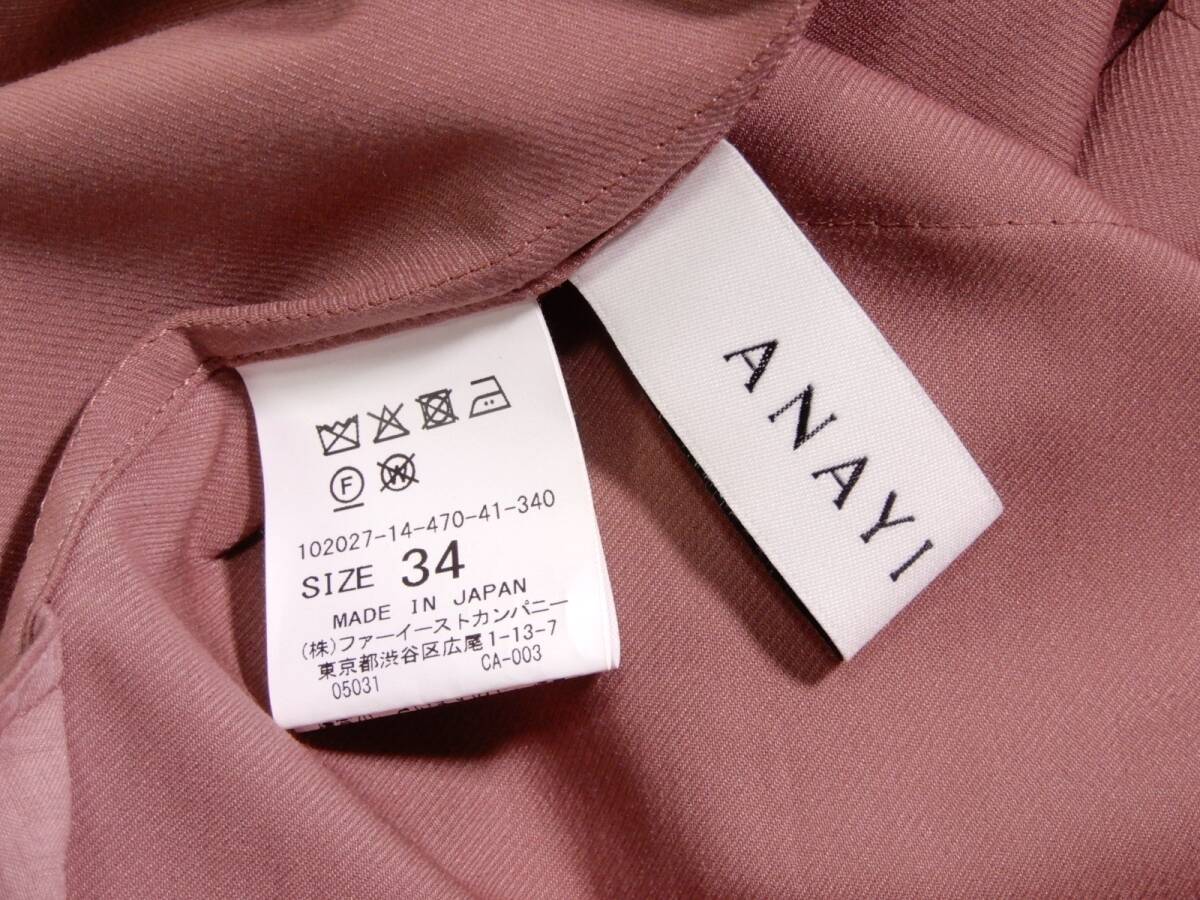 F W
102027-14-470-41-340
SIZE 34
MADE IN JAPAN
(株)ファーイーストカンパニー
東京都渋谷区広尾1-13-7
05031 CA-003
ANAYI